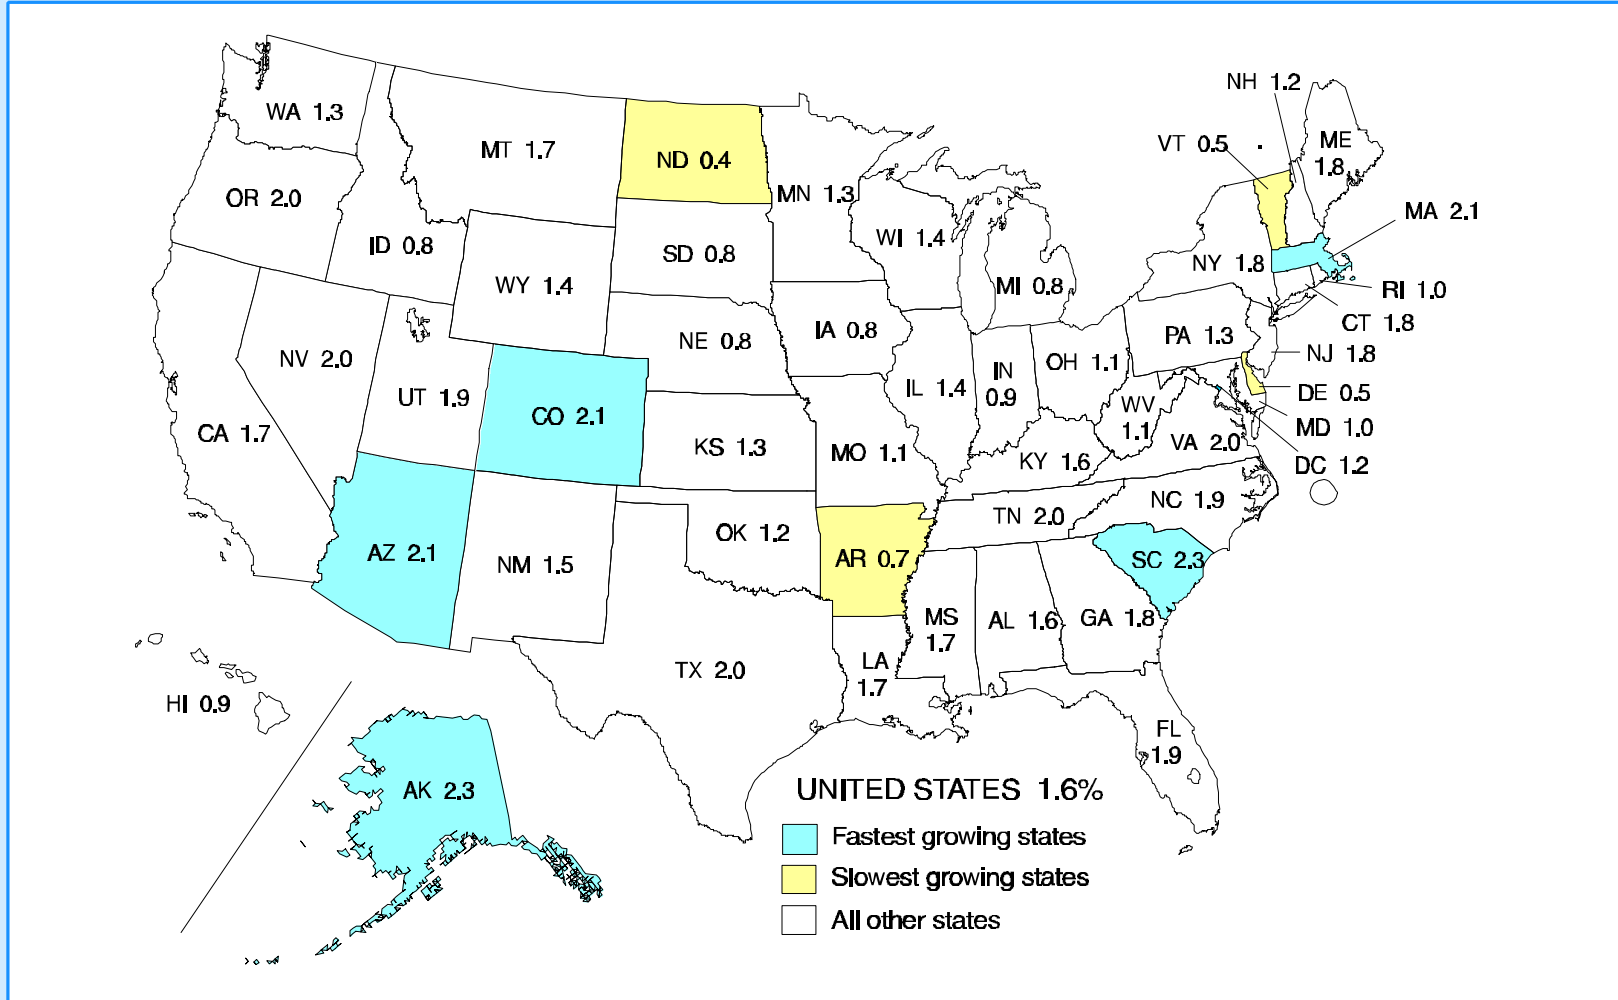 NH 1.2
WA 1.3
VT 0.5
ME
1.8
MT 1.7
ND 0.4
MN 1.3
OR 2.0
MA 2.1
WI 1.4
ID 0.8
SD 0.8
NY 1.8
WY 1.4
MI 0.8
RI 1.0
CT 1.8
IA 0.8
PA 1.3
NE 0.8
NV 2.0
NJ 1.8
OH 1.1
IN
0.9
UT 1.9
IL 1.4
DE 0.5
WV
1.1
CO 2.1
CA 1.7
MD 1.0
VA 2.0
KS 1.3
MO 1.1
KY 1.6
DC 1.2
NC 1.9
TN 2.0
OK 1.2
AZ 2.1
NM 1.5
AR 0.7
SC 2.3
MS
1.7
AL 1.6
GA 1.8
TX 2.0
LA
1.7
HI 0.9
FL
1.9
AK 2.3
UNITED STATES 1.6%
Fastest growing states
Slowest growing states
All other states